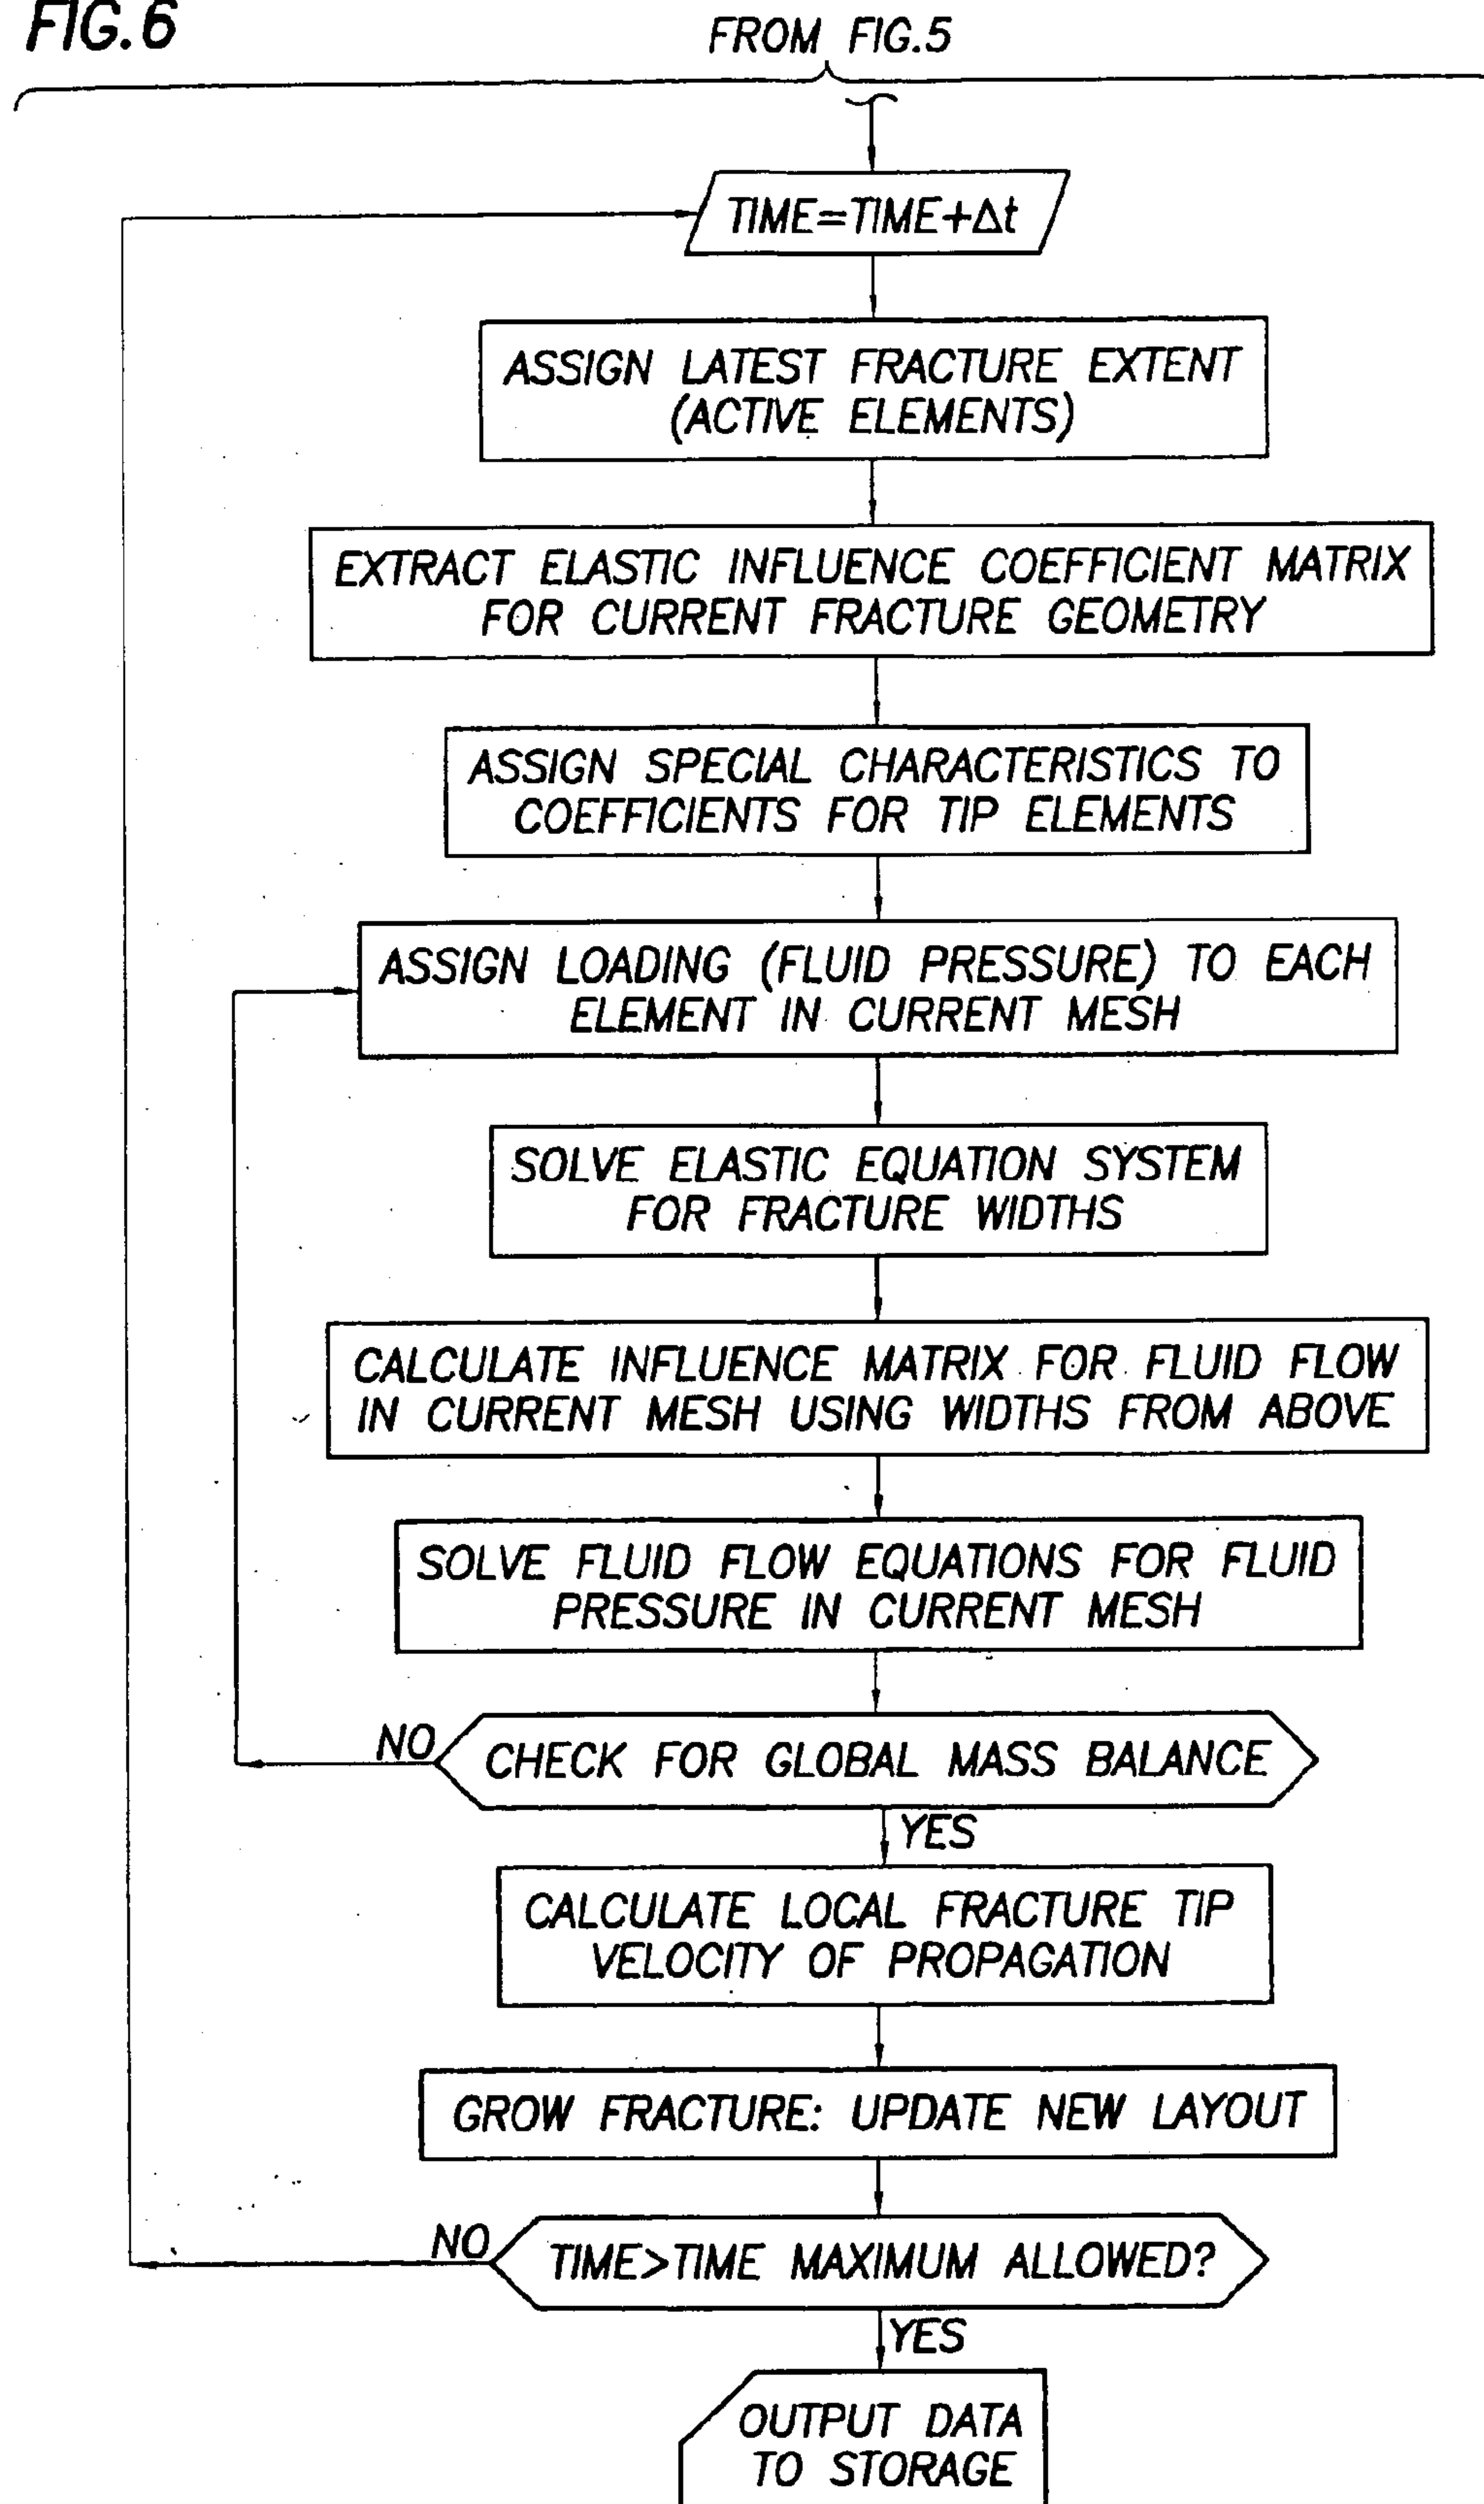 FIG.6
FROM FIG.5
TIME=TIME+Δt
ASSIGN LATEST FRACTURE EXTENT
(ACTIVE ELEMENTS)
EXTRACT ELASTIC INFLUENCE COEFFICIENT MATRIX
FOR CURRENT FRACTURE GEOMETRY
ASSIGN SPECIAL CHARACTERISTICS TO
COEFFICIENTS FOR TIP ELEMENTS
ASSIGN LOADING (FLUID PRESSURE) TO EACH
ELEMENT IN CURRENT MESH
SOLVE ELASTIC EQUATION SYSTEM
FOR FRACTURE WIDTHS
CALCULATE INFLUENCE MATRIX FOR FLUID FLOW
IN CURRENT MESH USING WIDTHS FROM ABOVE
SOLVE FLUID FLOW EQUATIONS FOR FLUID
PRESSURE IN CURRENT MESH
NO
CHECK FOR GLOBAL MASS BALANCE
YES
CALCULATE LOCAL FRACTURE TIP
VELOCITY OF PROPAGATION
GROW FRACTURE: UPDATE NEW LAYOUT
NO
TIME>TIME MAXIMUM ALLOWED?
YES
OUTPUT DATA
TO STORAGE